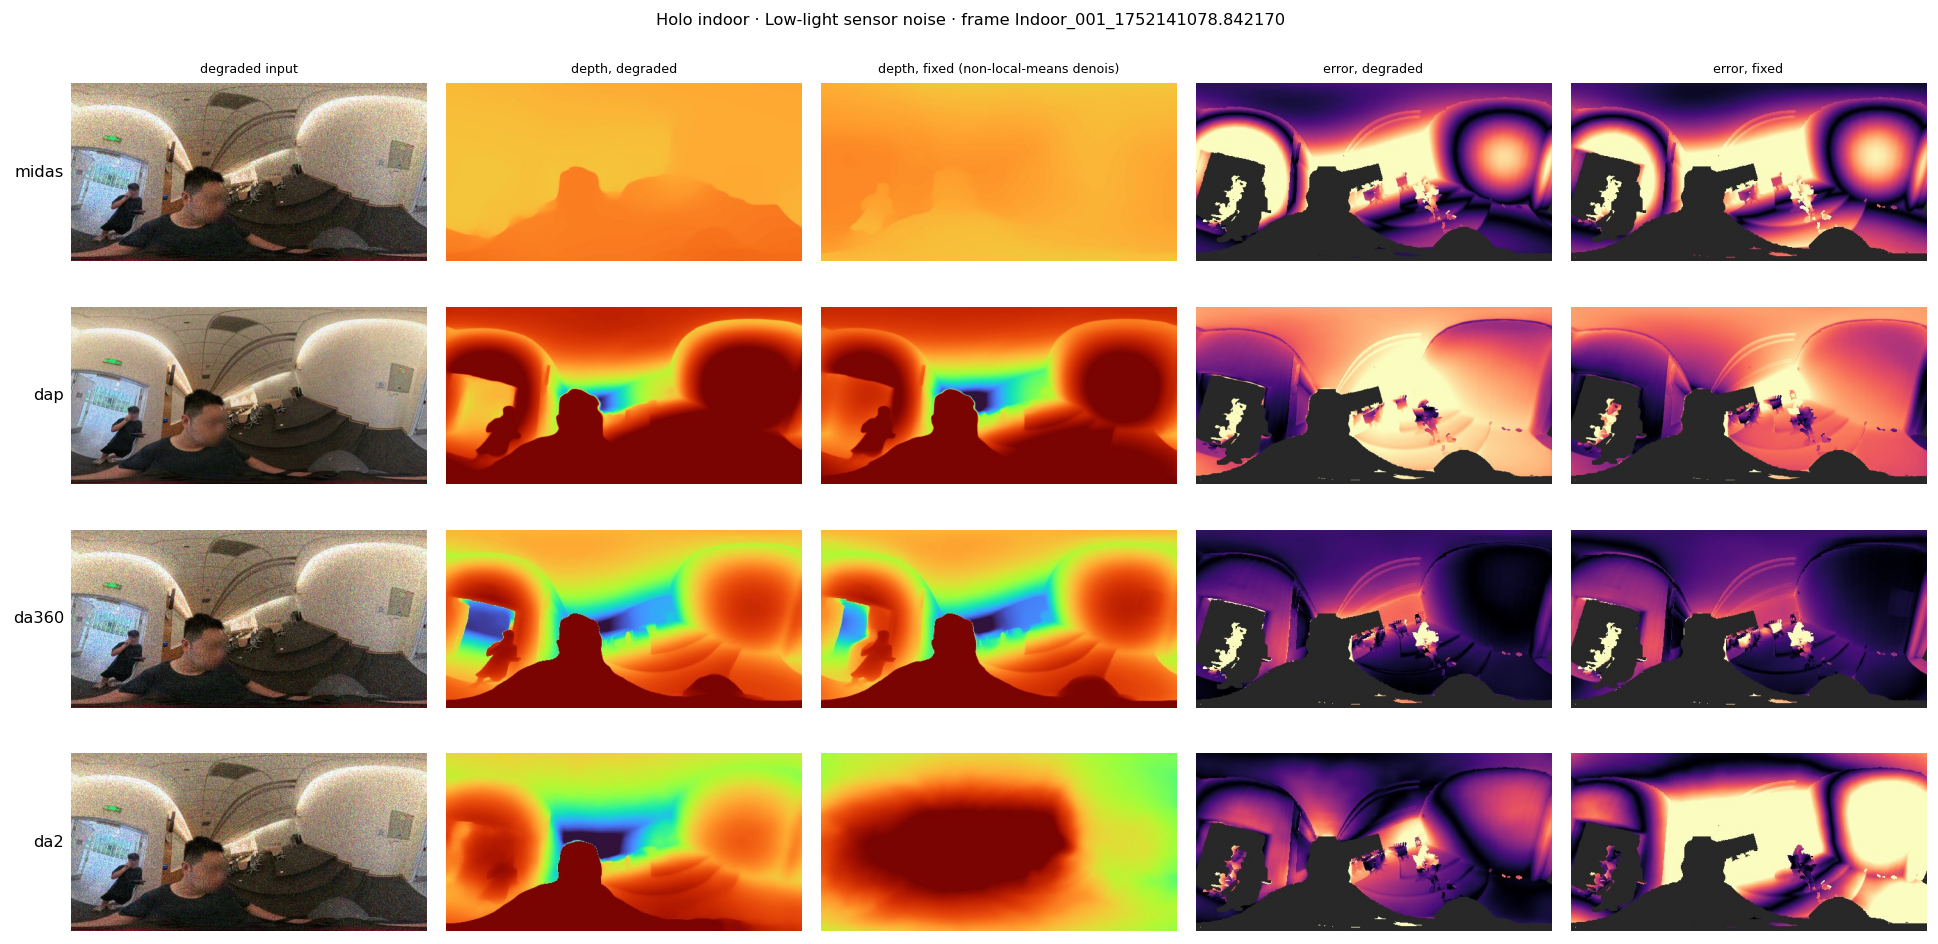 Holo indoor · Low-light sensor noise · frame Indoor_001_1752141078.842170
degraded input
depth, degraded
depth, fixed (non-local-means denois)
error, degraded
error, fixed
midas
dap
da360
da2